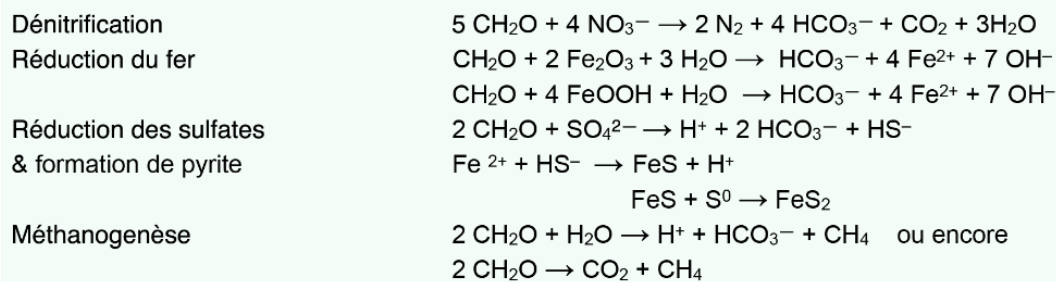 Dénitrification 5 CH₂O + 4 NO₃⁻ → 2 N₂ + 4 HCO₃⁻ + CO₂ + 3H₂O
Réduction du fer CH₂O + 2 Fe₂O₃ + 3 H₂O → HCO₃⁻ + 4 Fe²⁺ + 7 OH⁻
CH₂O + 4 FeOOH + H₂O → HCO₃⁻ + 4 Fe²⁺ + 7 OH⁻
Réduction des sulfates 2 CH₂O + SO₄²⁻ → H⁺ + 2 HCO₃⁻ + HS⁻
& formation de pyrite Fe ²⁺ + HS⁻ → FeS + H⁺
FeS + S⁰ → FeS₂
Méthanogenèse 2 CH₂O + H₂O → H⁺ + HCO₃⁻ + CH₄ ou encore
2 CH₂O → CO₂ + CH₄